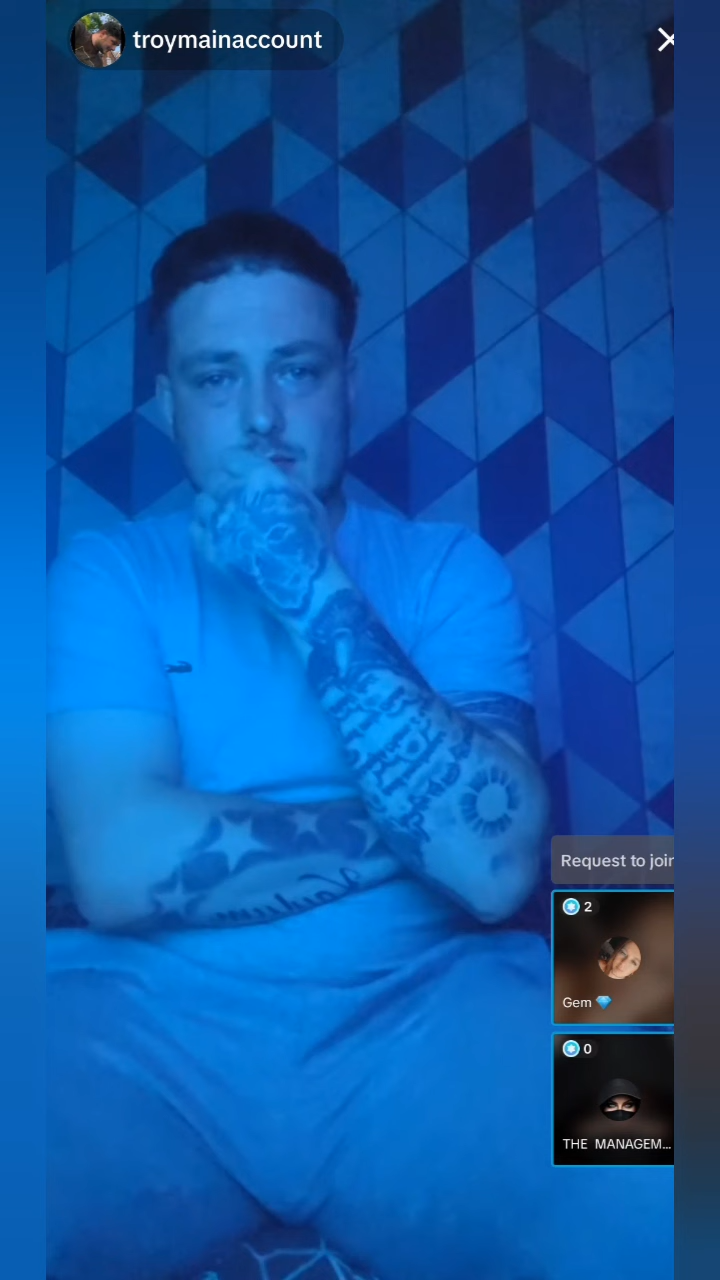 troymainaccount
Request to join
2
Gem 💎
0
THE MANAGEM...